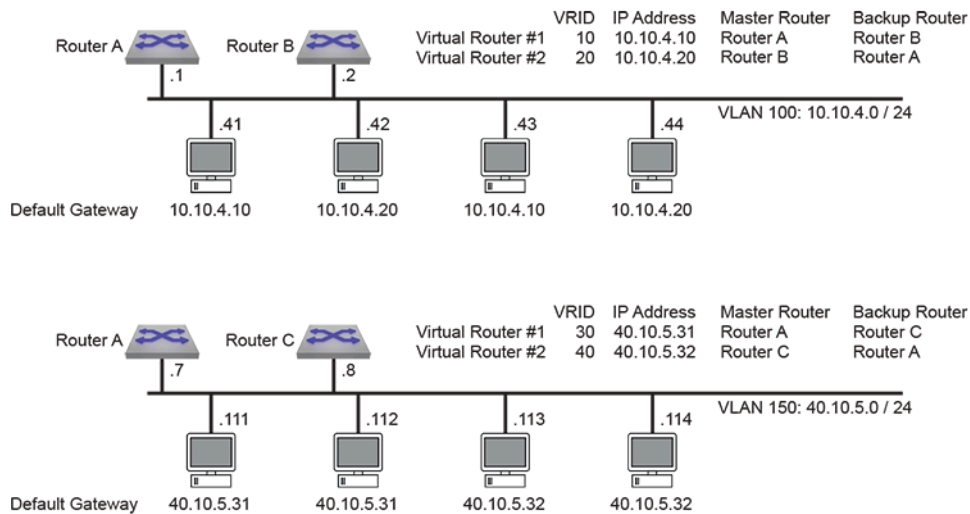 VRID IP Address Master Router Backup Router
Router A Router B Virtual Router #1 10 10.10.4.10 Router A Router B
Virtual Router #2 20 10.10.4.20 Router B Router A
.1 .2
VLAN 100: 10.10.4.0 / 24
.41 .42 .43 .44
Default Gateway 10.10.4.10 10.10.4.20 10.10.4.10 10.10.4.20
VRID IP Address Master Router Backup Router
Router A Router C Virtual Router #1 30 40.10.5.31 Router A Router C
Virtual Router #2 40 40.10.5.32 Router C Router A
.7 .8
VLAN 150: 40.10.5.0 / 24
.111 .112 .113 .114
Default Gateway 40.10.5.31 40.10.5.31 40.10.5.32 40.10.5.32